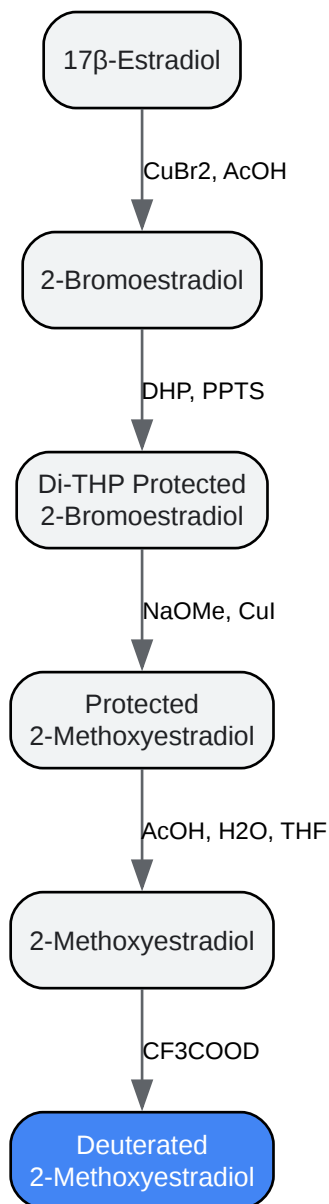 17β-Estradiol
CuBr2, AcOH
2-Bromoestradiol
DHP, PPTS
Di-THP Protected
2-Bromoestradiol
NaOMe, CuI
Protected
2-Methoxyestradiol
AcOH, H2O, THF
2-Methoxyestradiol
CF3COOD
Deuterated
2-Methoxyestradiol